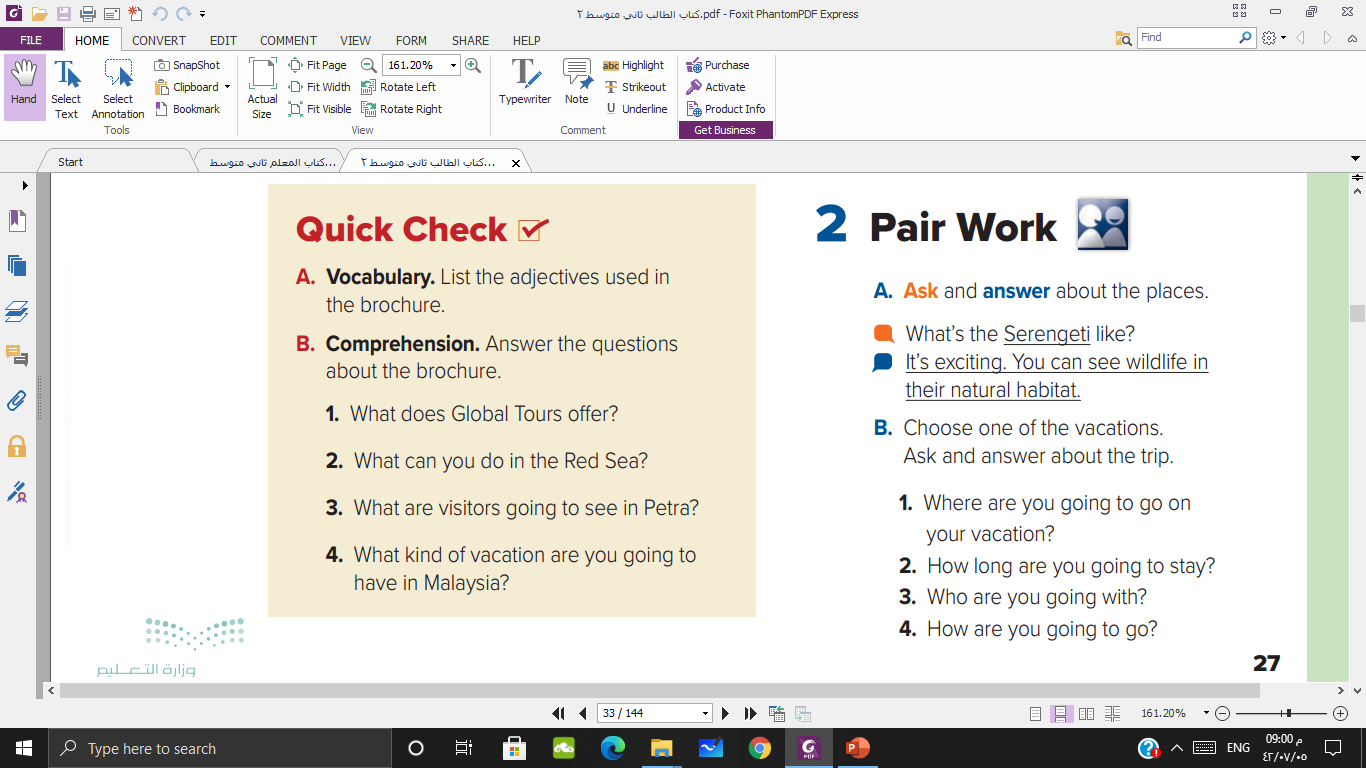 كتاب الطالب ثاني متوسط ٢.pdf - Foxit PhantomPDF Express
FILE HOME CONVERT EDIT COMMENT VIEW FORM SHARE HELP
Find
Hand
Select Text
Select Annotation
SnapShot
Clipboard
Bookmark
Tools
Actual Size
Fit Page
Fit Width
Fit Visible
161.20%
Rotate Left
Rotate Right
View
Typewriter
Note
Highlight
Strikeout
Underline
Comment
Purchase
Activate
Product Info
Get Business
Start
كتاب المعلم ثاني متوسط...
كتاب الطالب ثاني متوسط ٢...
Quick Check
A. Vocabulary. List the adjectives used in
the brochure.
B. Comprehension. Answer the questions
about the brochure.
1. What does Global Tours offer?
2. What can you do in the Red Sea?
3. What are visitors going to see in Petra?
4. What kind of vacation are you going to
have in Malaysia?
وزارة التعـــليم
2 Pair Work
A. Ask and answer about the places.
What's the Serengeti like?
It's exciting. You can see wildlife in
their natural habitat.
B. Choose one of the vacations.
Ask and answer about the trip.
1. Where are you going to go on
your vacation?
2. How long are you going to stay?
3. Who are you going with?
4. How are you going to go?
27
33 / 144
161.20%
Type here to search
ENG
09:00 م
٤٢/٠٧/٠٥